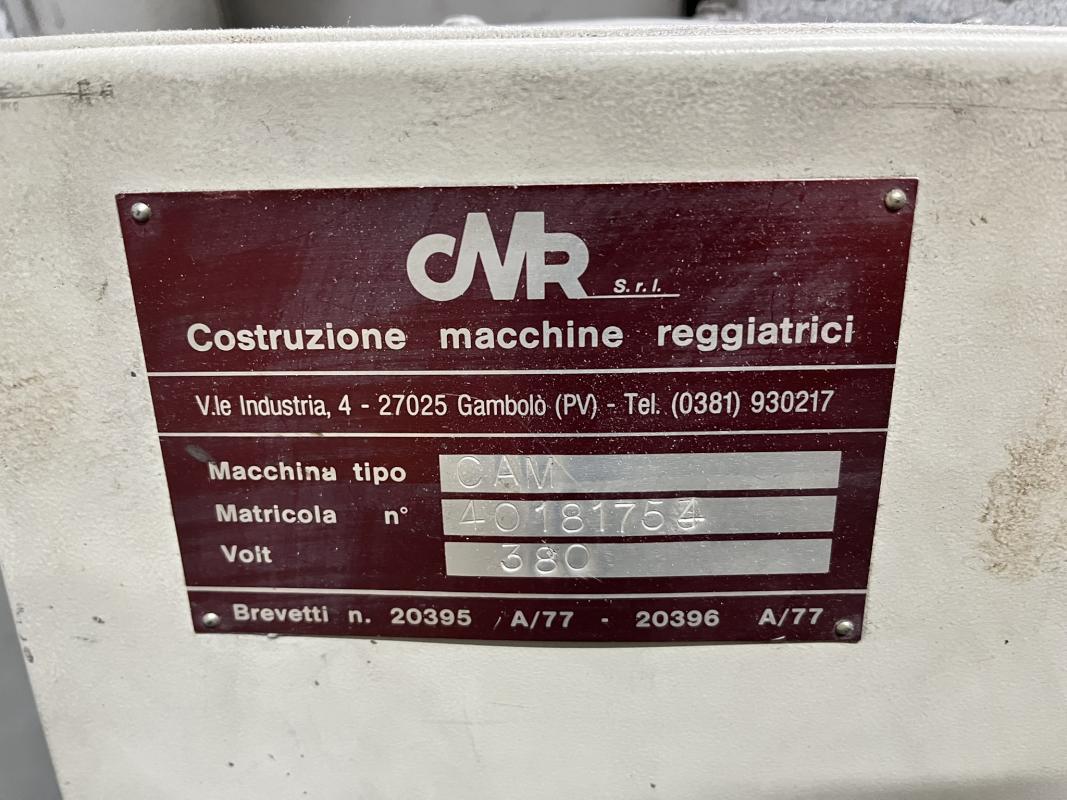 CMR S.r.l.
Costruzione macchine reggiatrici
V.le Industria, 4 - 27025 Gambolò (PV) - Tel. (0381) 930217
Macchina tipo CAM
Matricola n°
Volt 380
Brevetti n. 20395 A/77 - 20396 A/77